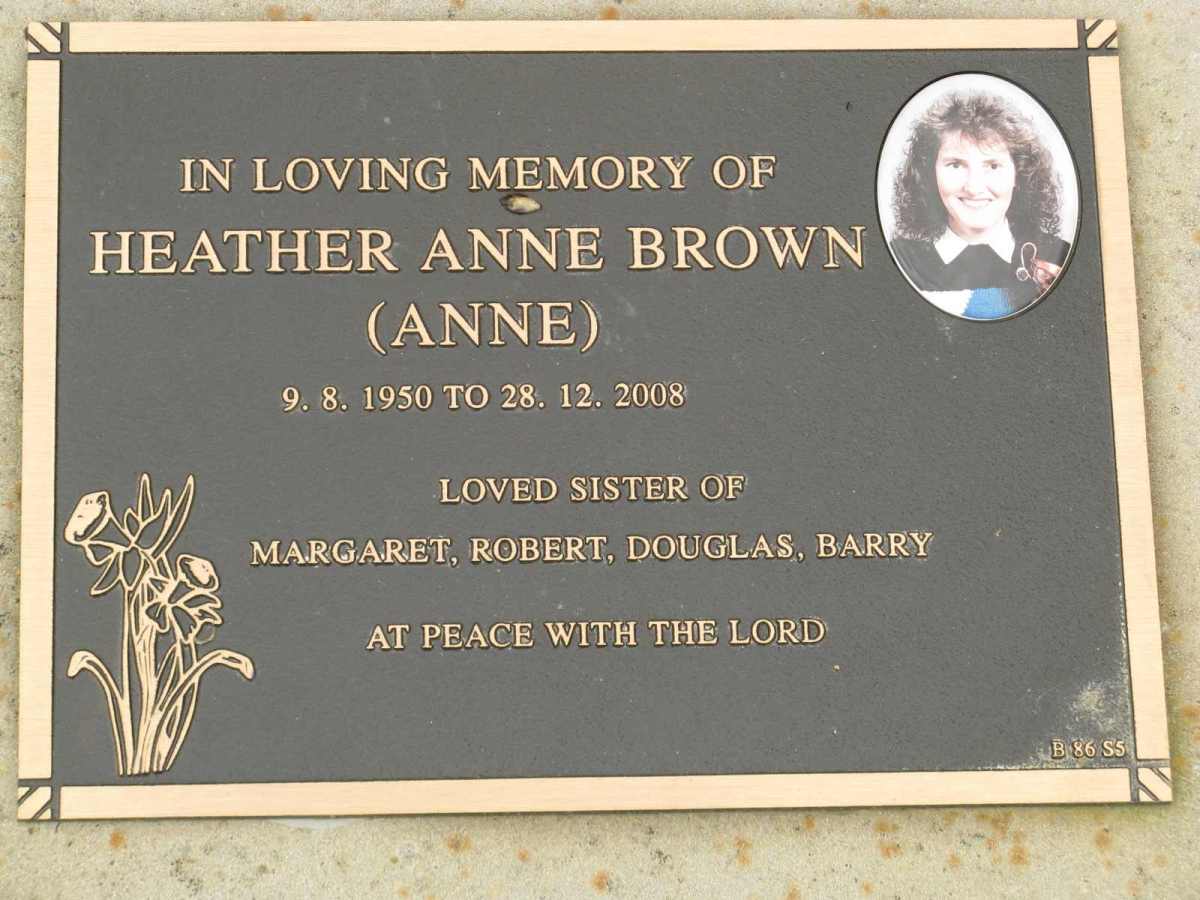 IN LOVING MEMORY OF
HEATHER ANNE BROWN
(ANNE)
9. 8. 1950 TO 28. 12. 2008
LOVED SISTER OF
MARGARET, ROBERT, DOUGLAS, BARRY
AT PEACE WITH THE LORD
B 86 S5